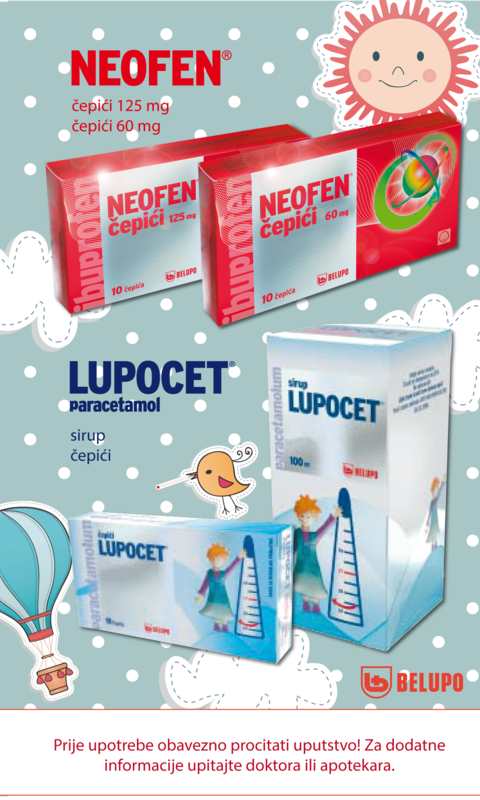 NEOFEN®
čepići 125 mg
čepići 60 mg
ibuprofen
NEOFEN
čepići 125 mg
10 čepića
BELUPO
ibuprofen
NEOFEN®
čepići 60 mg
10 čepića
BELUPO
LUPOCET®
paracetamol
sirup
čepići
paracetamolum
sirup
LUPOCET
100 ml
BELUPO
paracetamolum
čepići
LUPOCET
BELUPO
BELUPO
Prije upotrebe obavezno procitati uputstvo! Za dodatne
informacije upitajte doktora ili apotekara.